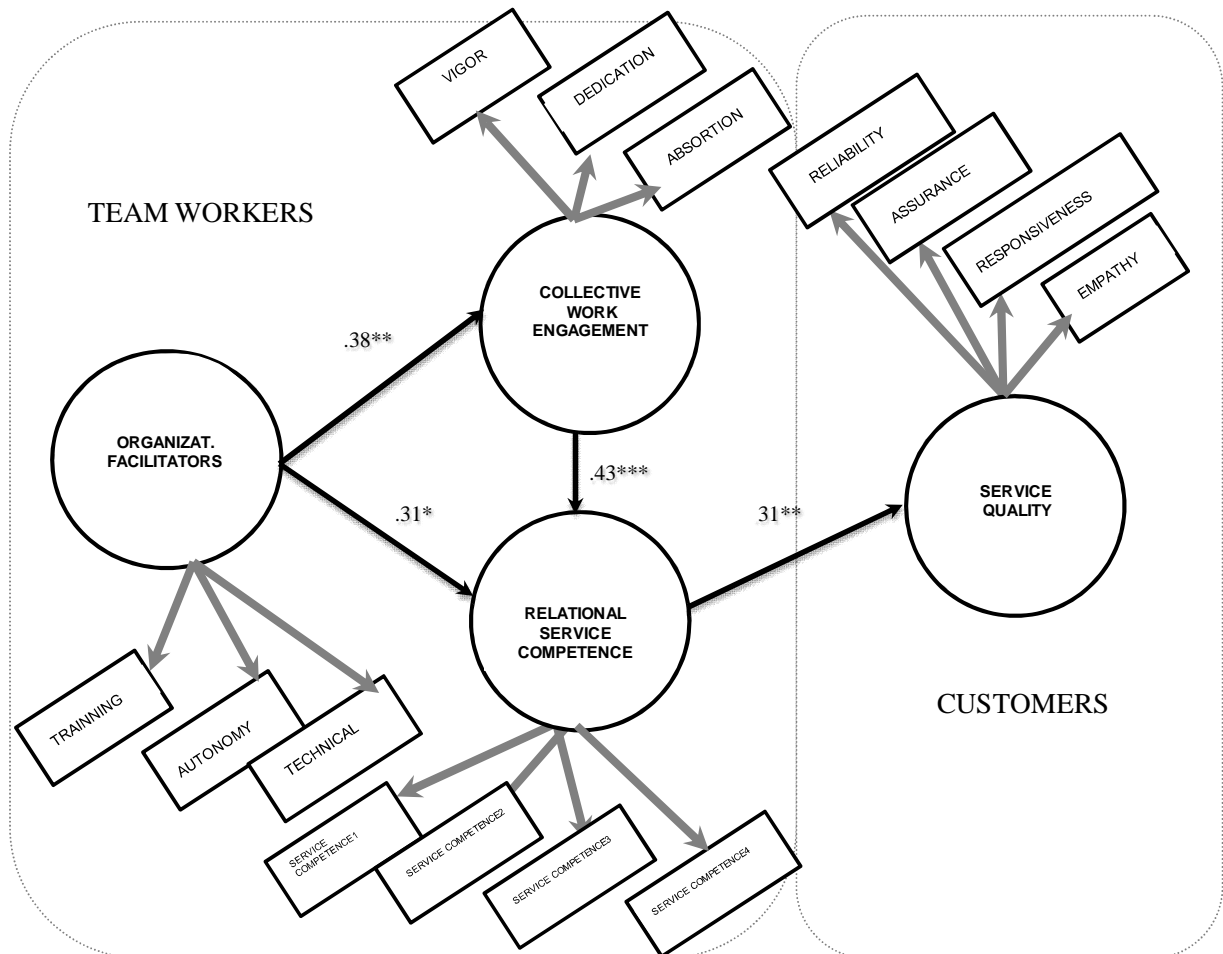 VIGOR
DEDICATION
ABSORTION
RELIABILITY
ASSURANCE
RESPONSIVENESS
EMPATHY
TEAM WORKERS
COLLECTIVE
WORK
ENGAGEMENT
.38**
ORGANIZAT.
FACILITATORS
.43***
.31*
31**
SERVICE
QUALITY
RELATIONAL
SERVICE
COMPETENCE
CUSTOMERS
TRAINNING
AUTONOMY
TECHNICAL
SERVICE
COMPETENCE1
SERVICE COMPETENCE2
SERVICE COMPETENCE3
SERVICE COMPETENCE4